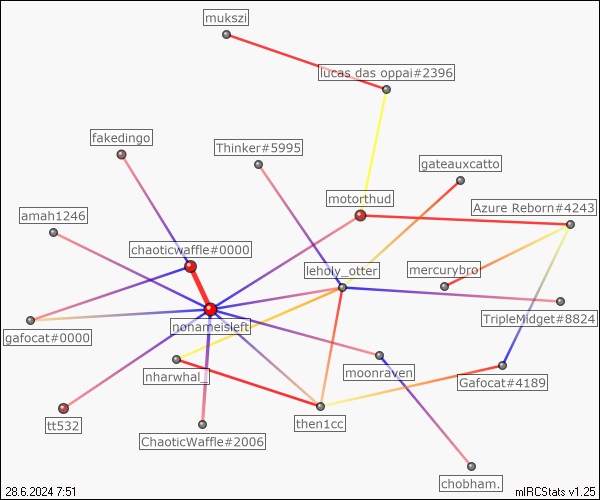 mukszi
lucas das oppai#2396
fakedingo
Thinker#5995
gateauxcatto
motorthud
Azure Reborn#4243
amah1246
chaoticwaffle#0000
leholy_otter
mercurybro
TripleMidget#8824
nonameisleft
gafocat#0000
nharwhal_
moonraven
Gafocat#4189
tt532
ChaoticWaffle#2006
then1cc
chobham.
28.6.2024 7:51
mIRCStats v1.25